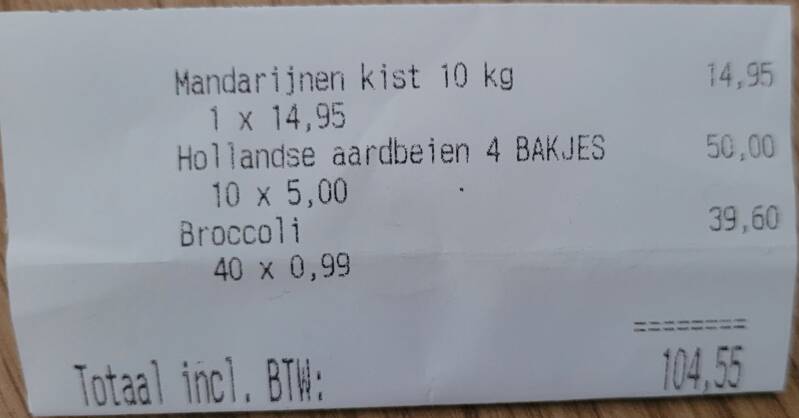 Mandarijnen kist 10 kg 14,95
1 x 14,95
Hollandse aardbeien 4 BAKJES 50,00
10 x 5,00
Broccoli 39,60
40 x 0,99
========
Totaal incl. BTW: 104,55